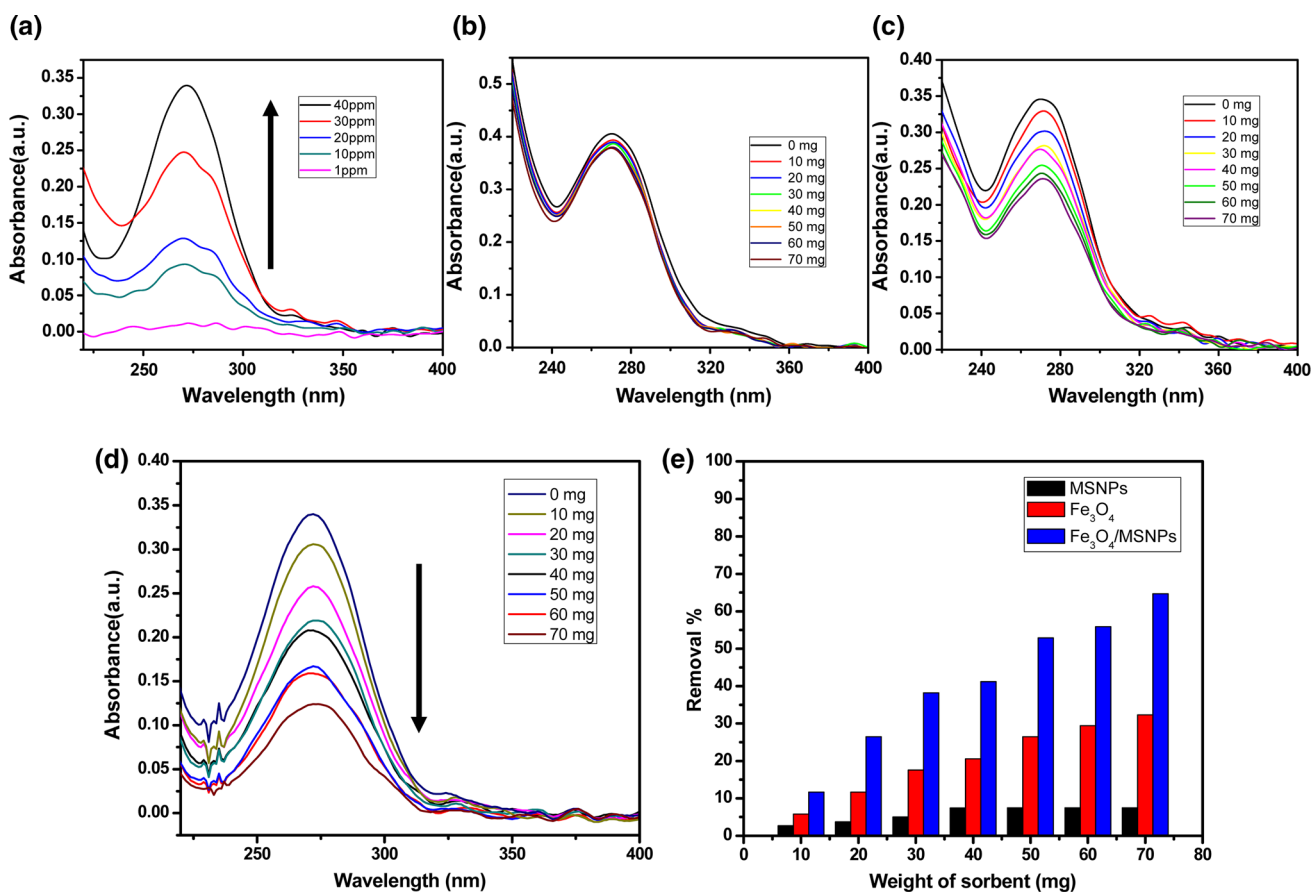 (a)
Absorbance(a.u.)
0.35
0.30
0.25
0.20
0.15
0.10
0.05
0.00
40ppm
30ppm
20ppm
10ppm
1ppm
250 300 350 400
Wavelength (nm)
(b)
Absorbance(a.u.)
0.5
0.4
0.3
0.2
0.1
0.0
0 mg
10 mg
20 mg
30 mg
40 mg
50 mg
60 mg
70 mg
240 280 320 360 400
Wavelength (nm)
(c)
Absorbance(a.u.)
0.40
0.35
0.30
0.25
0.20
0.15
0.10
0.05
0.00
0 mg
10 mg
20 mg
30 mg
40 mg
50 mg
60 mg
70 mg
240 280 320 360 400
Wavelength (nm)
(d)
Absorbance(a.u.)
0.40
0.35
0.30
0.25
0.20
0.15
0.10
0.05
0.00
0 mg
10 mg
20 mg
30 mg
40 mg
50 mg
60 mg
70 mg
250 300 350 400
Wavelength (nm)
(e)
Removal %
100
90
80
70
60
50
40
30
20
10
0
MSNPs
Fe₃O₄
Fe₃O₄/MSNPs
0 10 20 30 40 50 60 70 80
Weight of sorbent (mg)